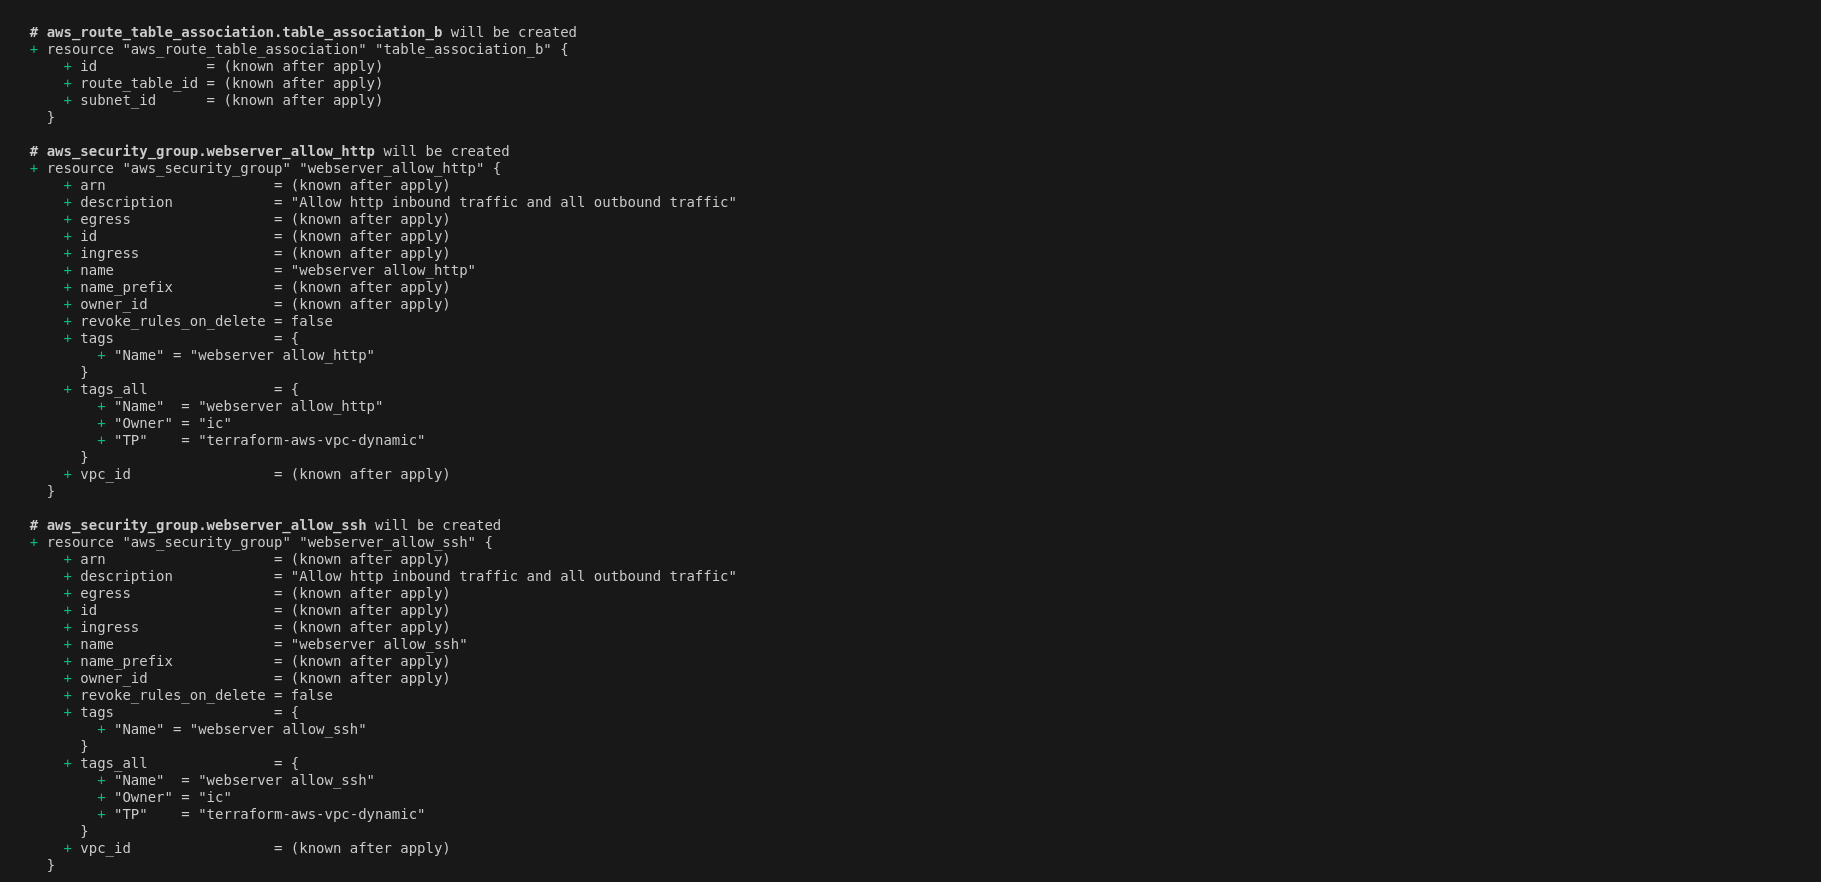 # aws_route_table_association.table_association_b will be created
+ resource "aws_route_table_association" "table_association_b" {
    + id             = (known after apply)
    + route_table_id = (known after apply)
    + subnet_id      = (known after apply)
  }

# aws_security_group.webserver_allow_http will be created
+ resource "aws_security_group" "webserver_allow_http" {
    + arn                    = (known after apply)
    + description            = "Allow http inbound traffic and all outbound traffic"
    + egress                 = (known after apply)
    + id                     = (known after apply)
    + ingress                = (known after apply)
    + name                   = "webserver allow_http"
    + name_prefix            = (known after apply)
    + owner_id               = (known after apply)
    + revoke_rules_on_delete = false
    + tags                   = {
        + "Name" = "webserver allow_http"
      }
    + tags_all               = {
        + "Name"  = "webserver allow_http"
        + "Owner" = "ic"
        + "TP"    = "terraform-aws-vpc-dynamic"
      }
    + vpc_id                 = (known after apply)
  }

# aws_security_group.webserver_allow_ssh will be created
+ resource "aws_security_group" "webserver_allow_ssh" {
    + arn                    = (known after apply)
    + description            = "Allow http inbound traffic and all outbound traffic"
    + egress                 = (known after apply)
    + id                     = (known after apply)
    + ingress                = (known after apply)
    + name                   = "webserver allow_ssh"
    + name_prefix            = (known after apply)
    + owner_id               = (known after apply)
    + revoke_rules_on_delete = false
    + tags                   = {
        + "Name" = "webserver allow_ssh"
      }
    + tags_all               = {
        + "Name"  = "webserver allow_ssh"
        + "Owner" = "ic"
        + "TP"    = "terraform-aws-vpc-dynamic"
      }
    + vpc_id                 = (known after apply)
  }